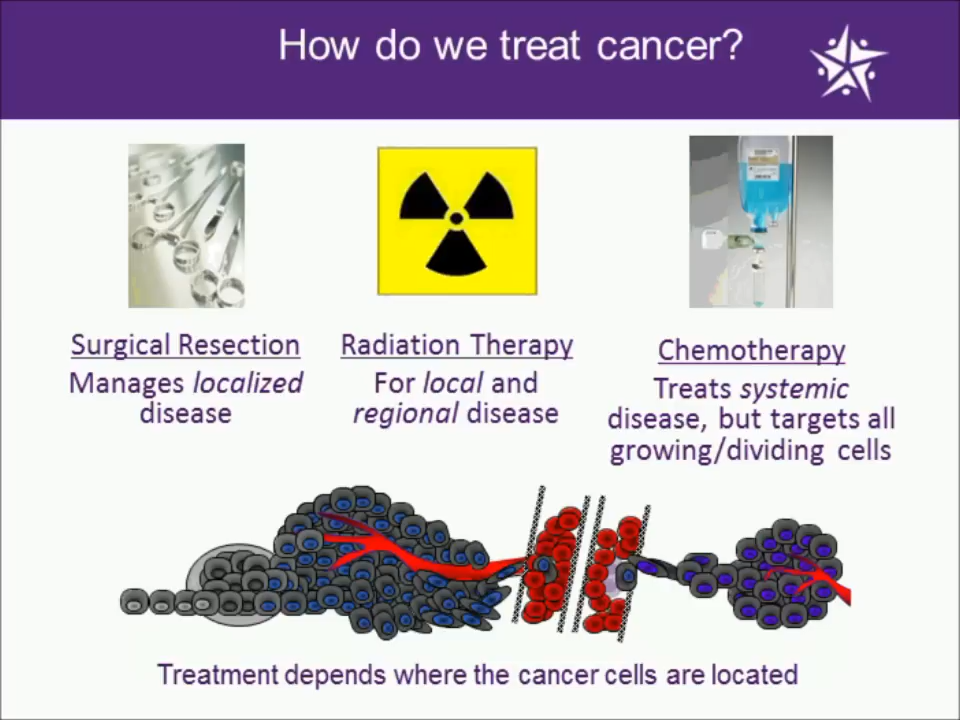 How do we treat cancer?
Surgical Resection
Manages localized
disease
Radiation Therapy
For local and
regional disease
Chemotherapy
Treats systemic
disease, but targets all
growing/dividing cells
Treatment depends where the cancer cells are located